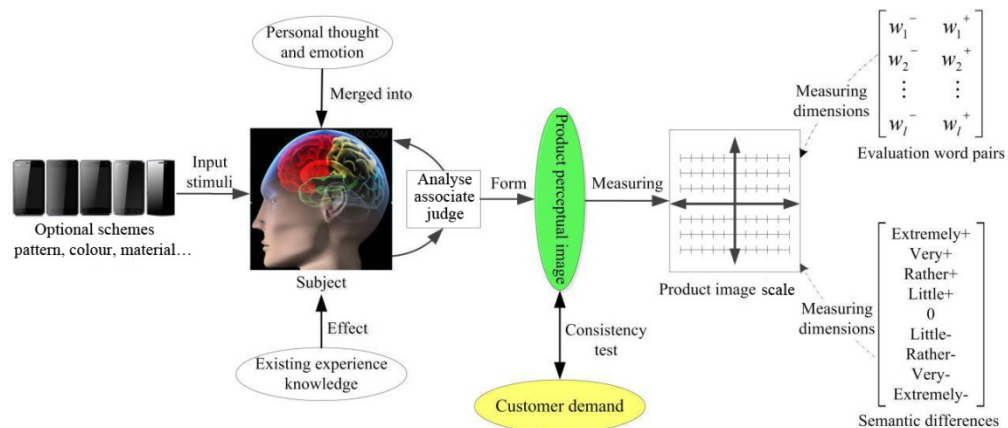 Personal thought
and emotion
Merged into
Input
stimuli
Optional schemes
pattern, colour, material…
Subject
Effect
Existing experience
knowledge
Analyse
associate
judge
Form
Product perceptual image
Consistency
test
Customer demand
Measuring
Product image scale
Measuring
dimensions
w₁⁻ w₁⁺
w₂⁻ w₂⁺
⋮ ⋮
wₗ⁻ wₗ⁺
Evaluation word pairs
Measuring
dimensions
Extremely+
Very+
Rather+
Little+
0
Little-
Rather-
Very-
Extremely-
Semantic differences